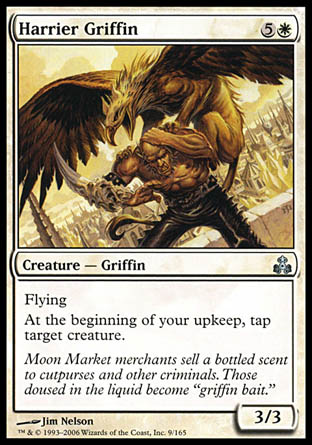 Harrier Griffin 5
Creature — Griffin
Flying
At the beginning of your upkeep, tap
target creature.
Moon Market merchants sell a bottled scent
to cutpurses and other criminals. Those
doused in the liquid become “griffin bait.”
Jim Nelson
™ & © 1993–2006 Wizards of the Coast, Inc. 9/165
3/3